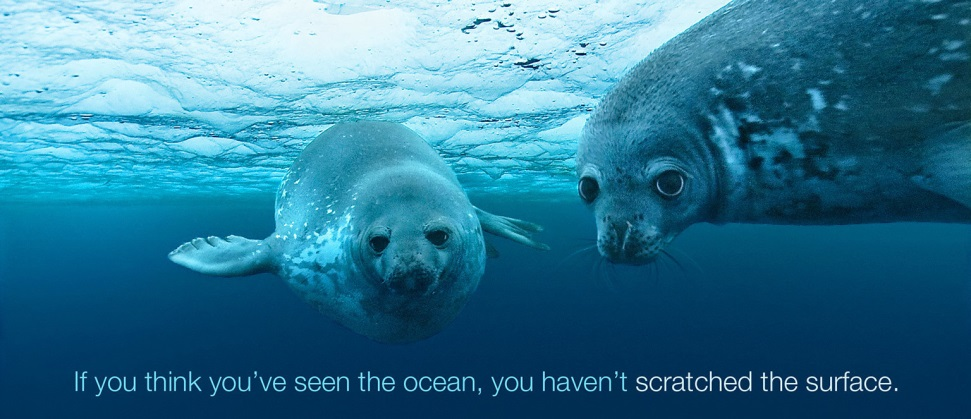 If you think you've seen the ocean, you haven't scratched the surface.